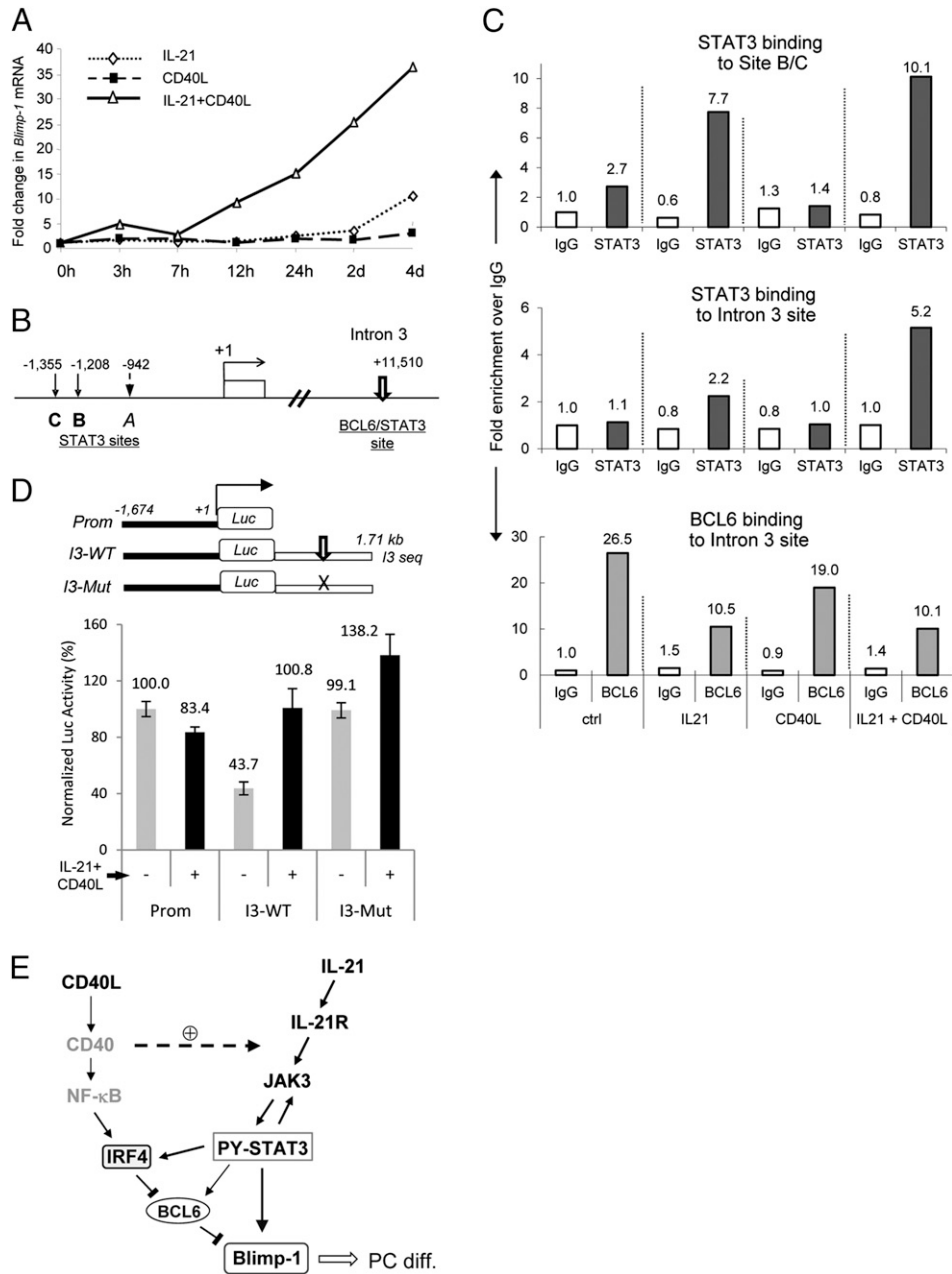 A
Fold change in Blimp-1 mRNA
40
35
30
25
20
15
10
5
0
IL-21
CD40L
IL-21+CD40L
0h 3h 7h 12h 24h 2d 4d
B
Intron 3
-1,355 -1,208 -942 +1 +11,510
C B A
STAT3 sites
BCL6/STAT3
site
C
Fold enrichment over IgG
STAT3 binding
to Site B/C
10
8
6
4
2
0
1.0 2.7 0.6 7.7 1.3 1.4 0.8 10.1
IgG STAT3 IgG STAT3 IgG STAT3 IgG STAT3
STAT3 binding
to Intron 3 site
6
4
2
0
1.0 1.1 0.8 2.2 0.8 1.0 1.0 5.2
IgG STAT3 IgG STAT3 IgG STAT3 IgG STAT3
BCL6 binding
to Intron 3 site
30
20
10
0
1.0 26.5 1.5 10.5 0.9 19.0 1.4 10.1
IgG BCL6 IgG BCL6 IgG BCL6 IgG BCL6
ctrl IL21 CD40L IL21 + CD40L
D
-1,674 +1
Prom Luc
1.71 kb
I3-WT Luc I3 seq
I3-Mut Luc X
Normalized Luc Activity (%)
160
120
80
40
0
100.0 83.4 43.7 100.8 99.1 138.2
IL-21+
CD40L
- + - + - +
Prom I3-WT I3-Mut
E
CD40L
IL-21
CD40
+
IL-21R
NF-κB
JAK3
IRF4
PY-STAT3
BCL6
Blimp-1
PC diff.